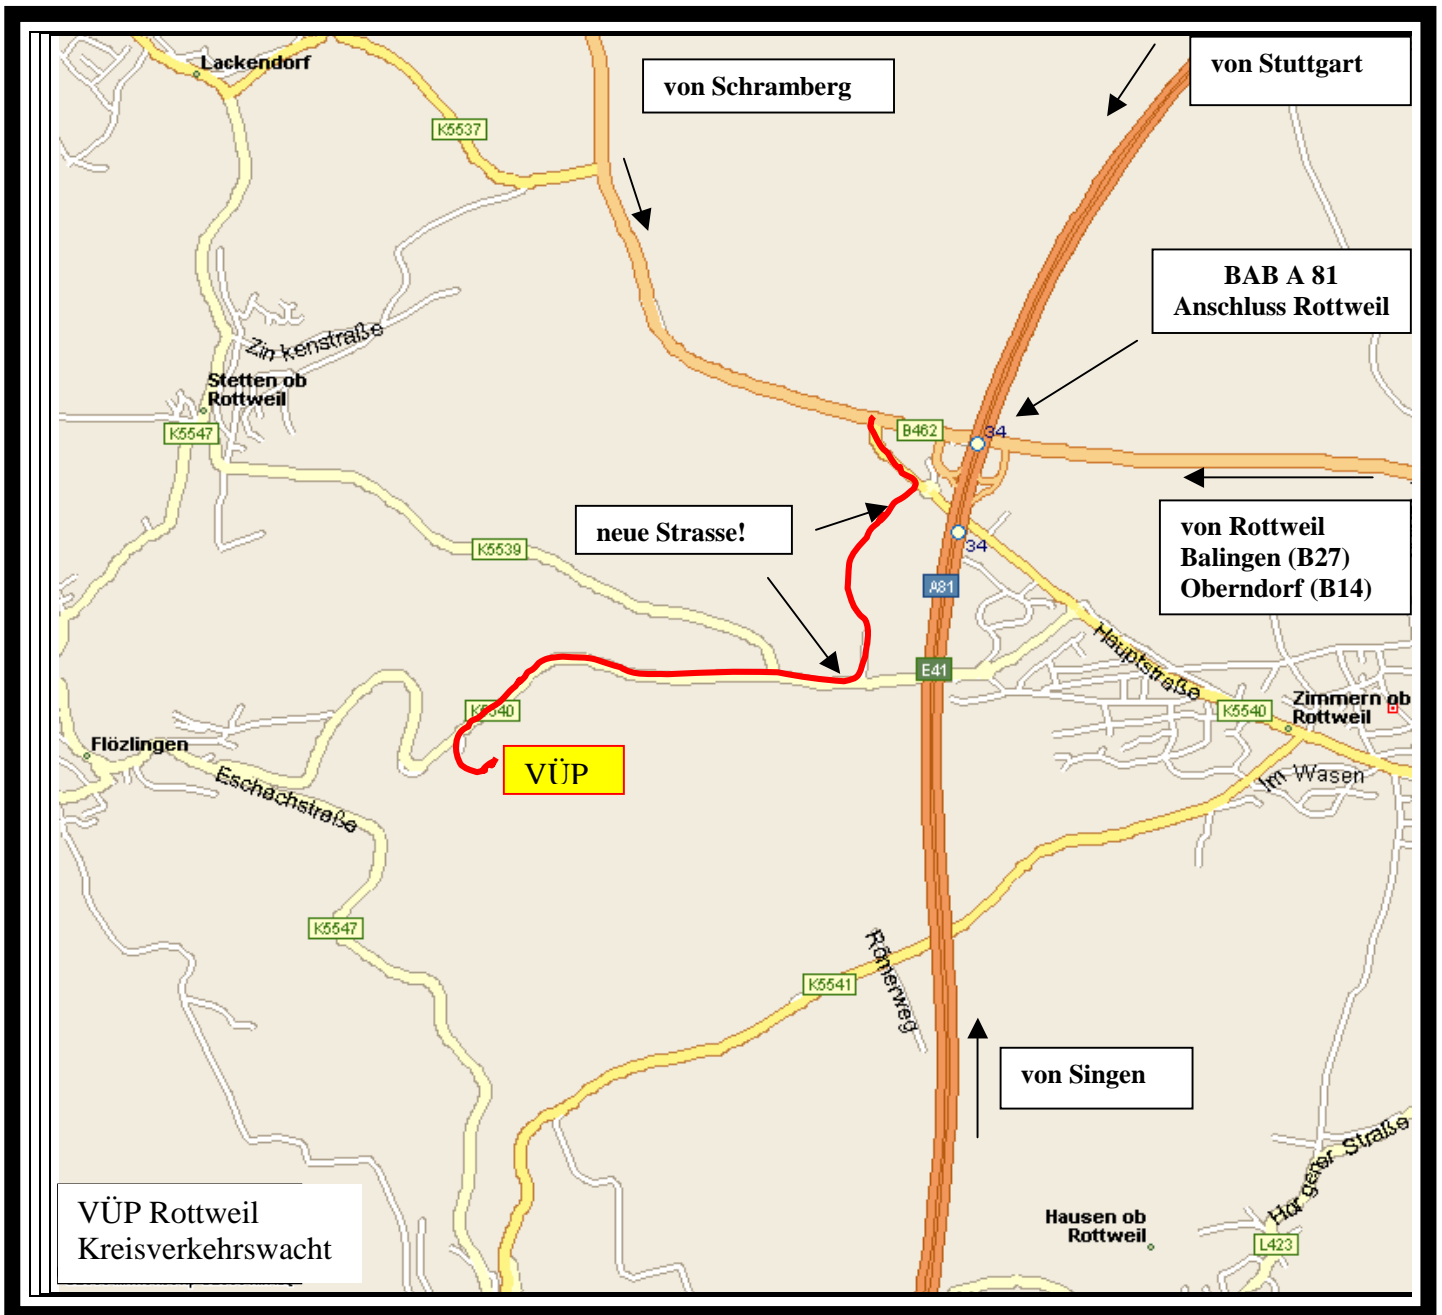 Lackendorf
von Schramberg
von Stuttgart
K5537
BAB A 81
Anschluss Rottweil
Zinkenstraße
Stetten ob
Rottweil
K5547
B462
34
neue Strasse!
K5539
34
von Rottweil
Balingen (B27)
Oberndorf (B14)
A81
Hauptstraße
E41
K5540
K5540
Zimmern ob
Rottweil
Flözlingen
VÜP
Eschachstraße
Im Wasen
K5547
Römerweg
K5541
von Singen
Horgener Straße
VÜP Rottweil
Kreisverkehrswacht
Hausen ob
Rottweil
L423